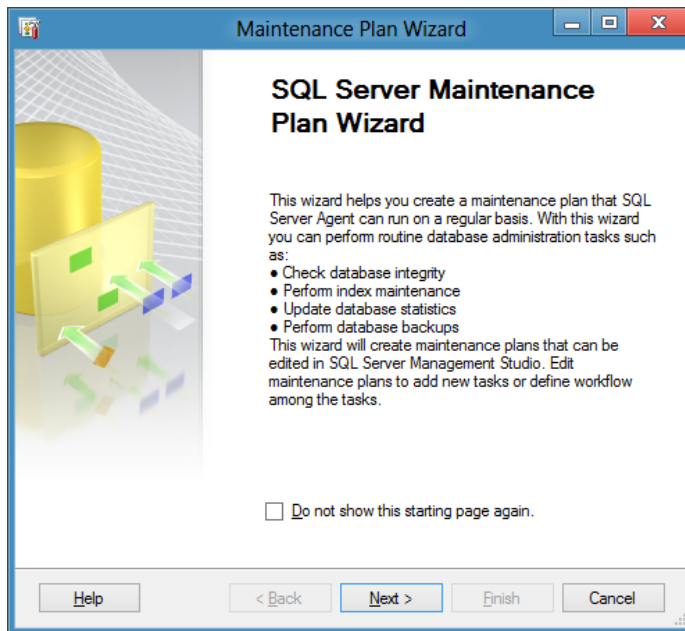 Maintenance Plan Wizard
SQL Server Maintenance
Plan Wizard
This wizard helps you create a maintenance plan that SQL
Server Agent can run on a regular basis. With this wizard
you can perform routine database administration tasks such
as:
● Check database integrity
● Perform index maintenance
● Update database statistics
● Perform database backups
This wizard will create maintenance plans that can be
edited in SQL Server Management Studio. Edit
maintenance plans to add new tasks or define workflow
among the tasks.
Do not show this starting page again.
Help < Back Next > Finish Cancel